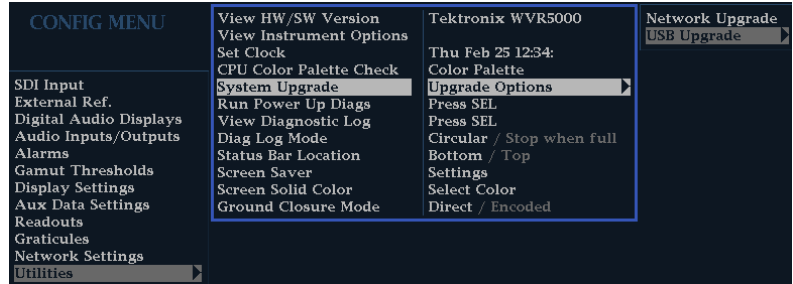 CONFIG MENU
SDI Input
External Ref.
Digital Audio Displays
Audio Inputs/Outputs
Alarms
Gamut Thresholds
Display Settings
Aux Data Settings
Readouts
Graticules
Network Settings
Utilities
View HW/SW Version Tektronix WVR5000
View Instrument Options
Set Clock Thu Feb 25 12:34:
CPU Color Palette Check Color Palette
System Upgrade Upgrade Options
Run Power Up Diags Press SEL
View Diagnostic Log Press SEL
Diag Log Mode Circular / Stop when full
Status Bar Location Bottom / Top
Screen Saver Settings
Screen Solid Color Select Color
Ground Closure Mode Direct / Encoded
Network Upgrade
USB Upgrade